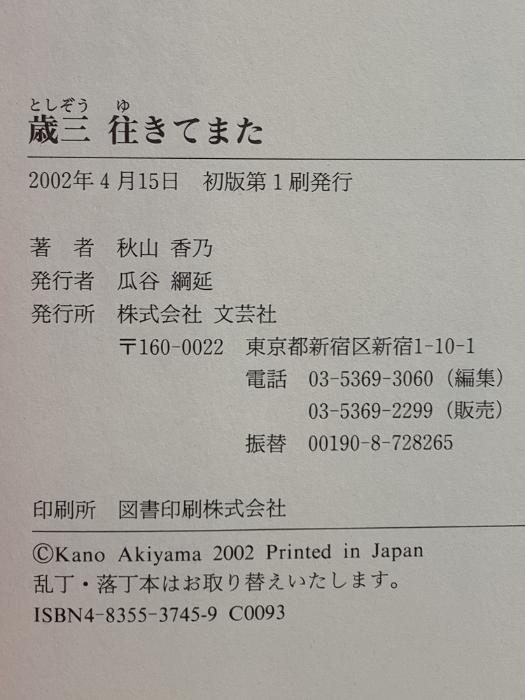 としぞう ゆ
歳三 往きてまた
2002年4月15日 初版第1刷発行
著 者 秋山 香乃
発行者 瓜谷 綱延
発行所 株式会社 文芸社
〒160-0022 東京都新宿区新宿1-10-1
電話 03-5369-3060（編集）
03-5369-2299（販売）
振替 00190-8-728265
印刷所 図書印刷株式会社
©Kano Akiyama 2002 Printed in Japan
乱丁・落丁本はお取り替えいたします。
ISBN4-8355-3745-9 C0093